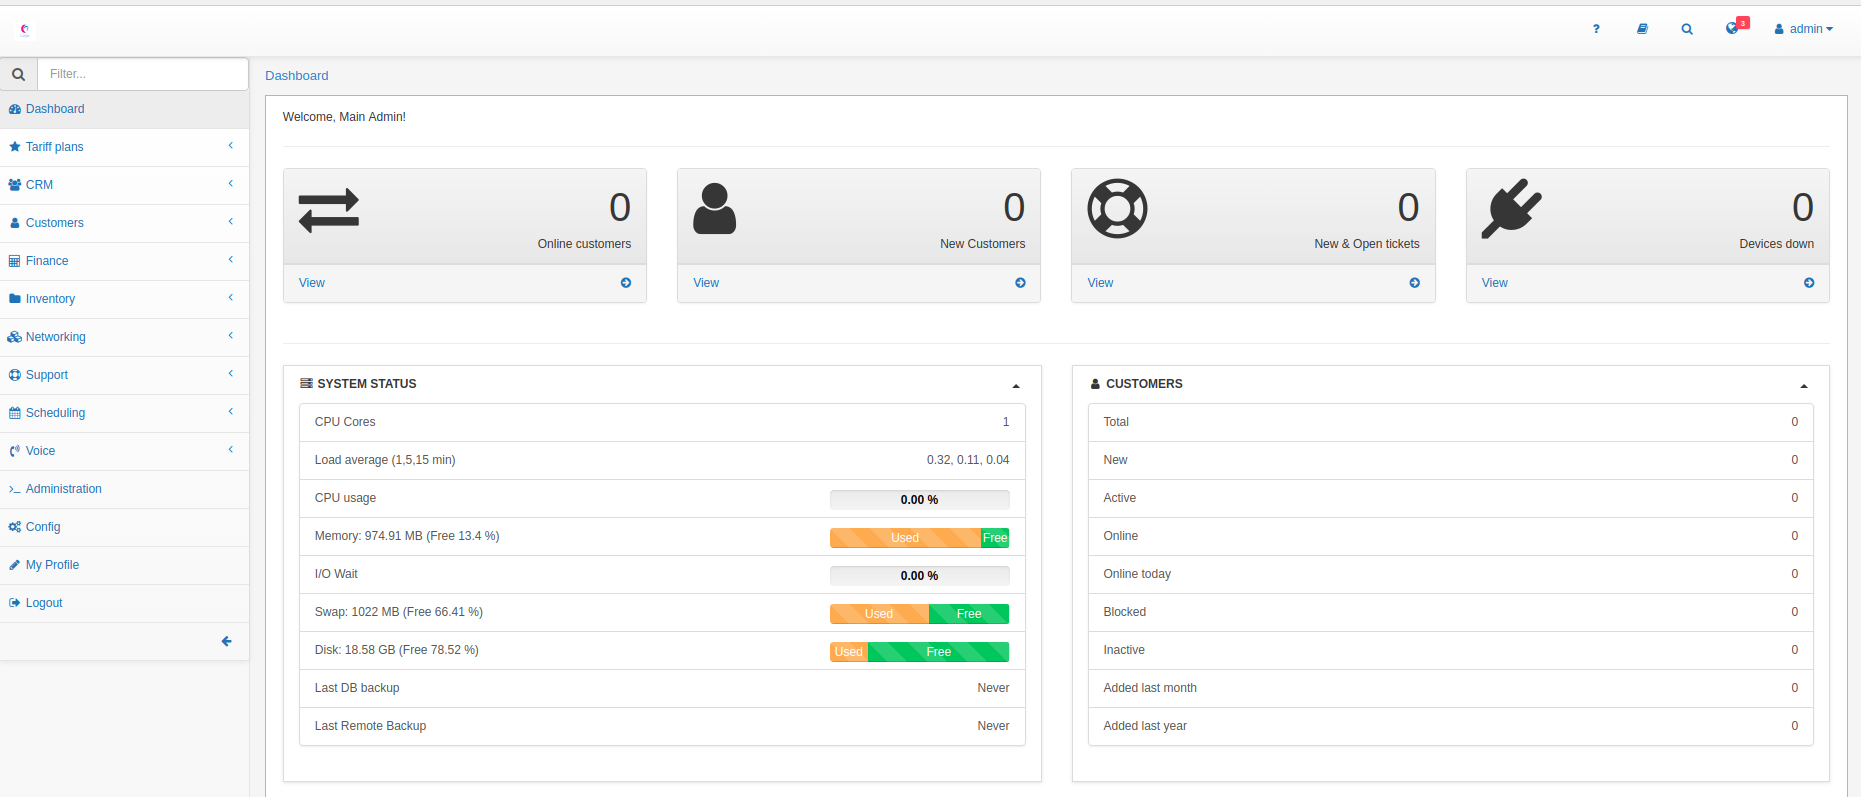 ?
3
admin
Filter...
Dashboard
Tariff plans
CRM
Customers
Finance
Inventory
Networking
Support
Scheduling
Voice
Administration
Config
My Profile
Logout
Dashboard
Welcome, Main Admin!
0
Online customers
View
0
New Customers
View
0
New & Open tickets
View
0
Devices down
View
SYSTEM STATUS
CPU Cores 1
Load average (1,5,15 min) 0.32, 0.11, 0.04
CPU usage 0.00 %
Memory: 974.91 MB (Free 13.4 %) Used Free
I/O Wait 0.00 %
Swap: 1022 MB (Free 66.41 %) Used Free
Disk: 18.58 GB (Free 78.52 %) Used Free
Last DB backup Never
Last Remote Backup Never
CUSTOMERS
Total 0
New 0
Active 0
Online 0
Online today 0
Blocked 0
Inactive 0
Added last month 0
Added last year 0